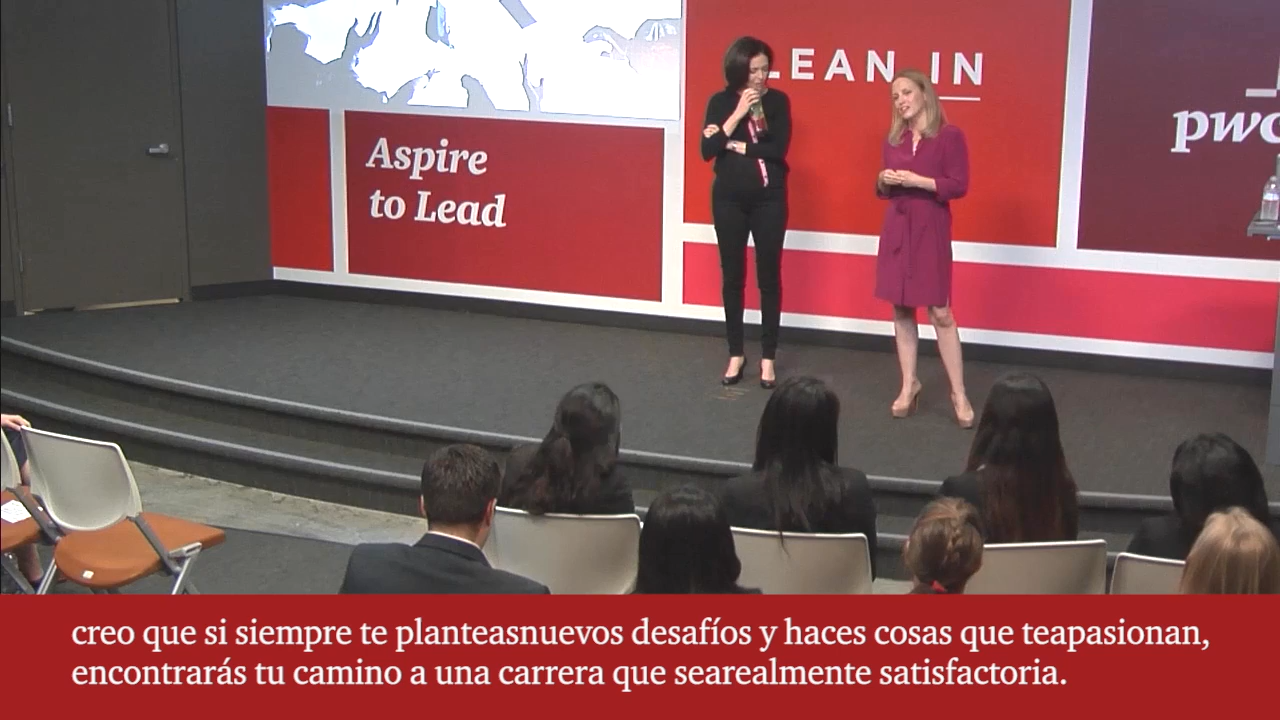 LEAN IN
Aspire
to Lead
pwc
creo que si siempre te planteasnuevos desafíos y haces cosas que teapasionan,
encontrarás tu camino a una carrera que searealmente satisfactoria.